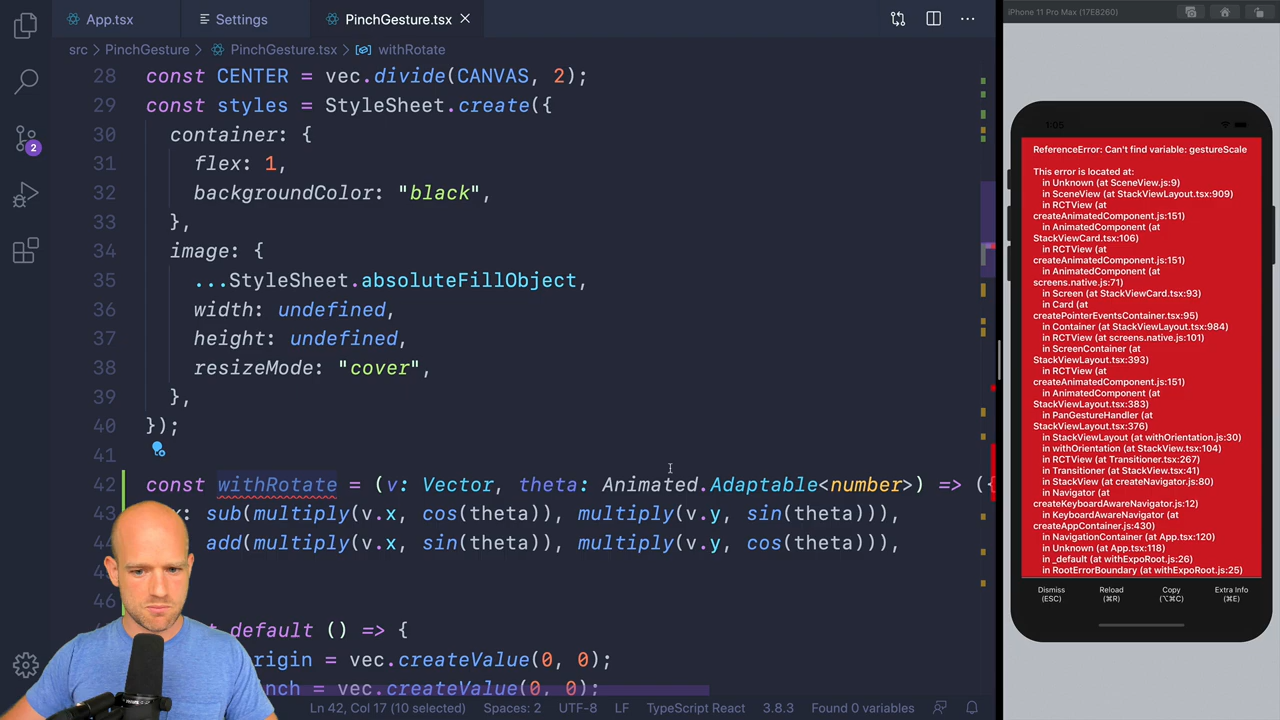 App.tsx
Settings
PinchGesture.tsx
src > PinchGesture > PinchGesture.tsx > withRotate
28 const CENTER = vec.divide(CANVAS, 2);
29 const styles = StyleSheet.create({
30 container: {
31 flex: 1,
32 backgroundColor: "black",
33 },
34 image: {
35 ...StyleSheet.absoluteFillObject,
36 width: undefined,
37 height: undefined,
38 resizeMode: "cover",
39 },
40 });
41
42 const withRotate = (v: Vector, theta: Animated.Adaptable<number>) => ({
sub(multiply(v.x, cos(theta)), multiply(v.y, sin(theta))),
add(multiply(v.x, sin(theta)), multiply(v.y, cos(theta))),
46
default () => {
= vec.createValue(0, 0);
= vec.createValue(0, 0);
2
Ln 42, Col 17 (10 selected)
Spaces: 2
UTF-8
LF
TypeScript React
3.8.3
Found 0 variables
iPhone 11 Pro Max (17E8260)
1:05
ReferenceError: Can't find variable: gestureScale
This error is located at:
in Unknown (at SceneView.js:9)
in SceneView (at StackViewLayout.tsx:909)
in RCTView (at
createAnimatedComponent.js:151)
in AnimatedComponent (at
StackViewCard.tsx:106)
in RCTView (at
createAnimatedComponent.js:151)
in AnimatedComponent (at
screens.native.js:71)
in Screen (at StackViewCard.tsx:93)
in Card (at
createPointerEventsContainer.tsx:95)
in Container (at StackViewLayout.tsx:984)
in RCTView (at screens.native.js:101)
in ScreenContainer (at
StackViewLayout.tsx:393)
in RCTView (at
createAnimatedComponent.js:151)
in AnimatedComponent (at
StackViewLayout.tsx:383)
in PanGestureHandler (at
StackViewLayout.tsx:376)
in StackViewLayout (at withOrientation.js:30)
in withOrientation (at StackView.tsx:104)
in RCTView (at Transitioner.tsx:267)
in Transitioner (at StackView.tsx:41)
in StackView (at createNavigator.js:80)
in Navigator (at
createKeyboardAwareNavigator.js:12)
in KeyboardAwareNavigator (at
createAppContainer.js:430)
in NavigationContainer (at App.tsx:120)
in Unknown (at App.tsx:118)
in _default (at withExpoRoot.js:26)
in RootErrorBoundary (at withExpoRoot.js:25)
Dismiss
(ESC)
Reload
(⌘R)
Copy
(⌥⌘C)
Extra Info
(⌘E)